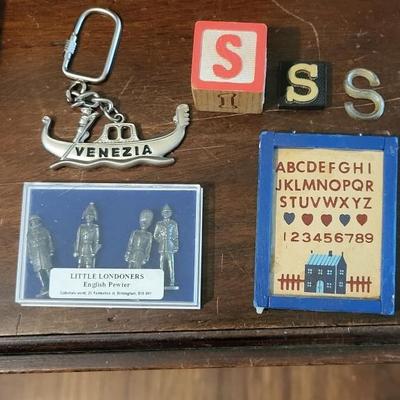 S
S
S
VENEZIA
LITTLE LONDONERS
English Pewter
ABCDEFGHI
JKLMNOPQR
STUVWXYZ
123456789